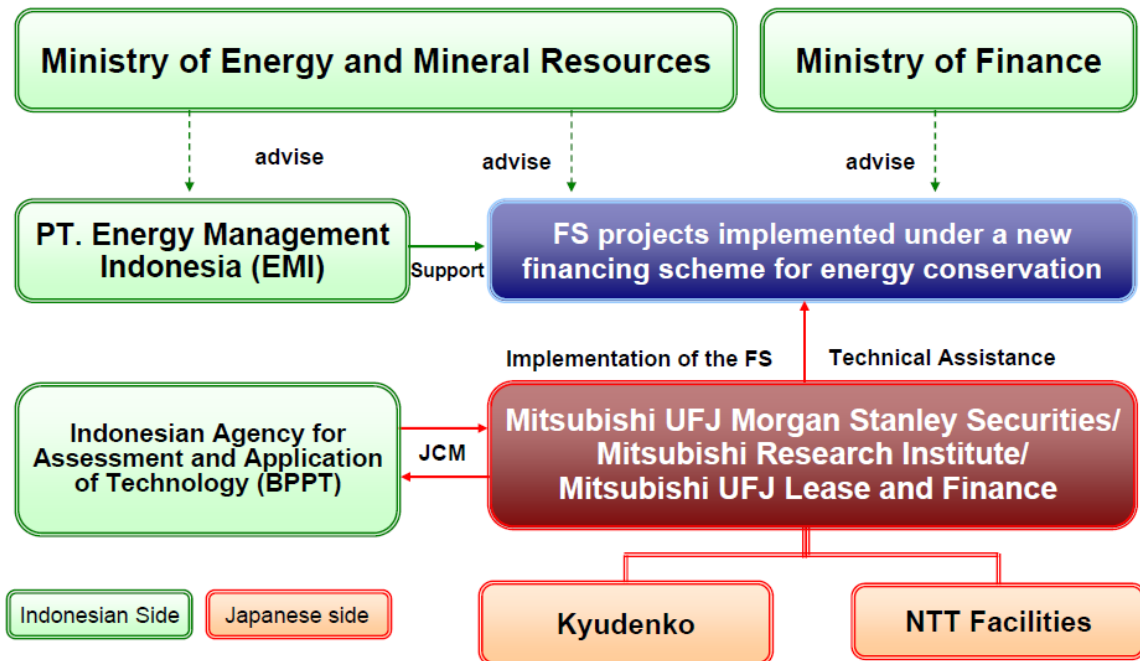 Ministry of Energy and Mineral Resources
Ministry of Finance
advise
advise
advise
PT. Energy Management
Indonesia (EMI)
Support
FS projects implemented under a new
financing scheme for energy conservation
Implementation of the FS
Technical Assistance
Indonesian Agency for
Assessment and Application
of Technology (BPPT)
JCM
Mitsubishi UFJ Morgan Stanley Securities/
Mitsubishi Research Institute/
Mitsubishi UFJ Lease and Finance
Indonesian Side
Japanese side
Kyudenko
NTT Facilities